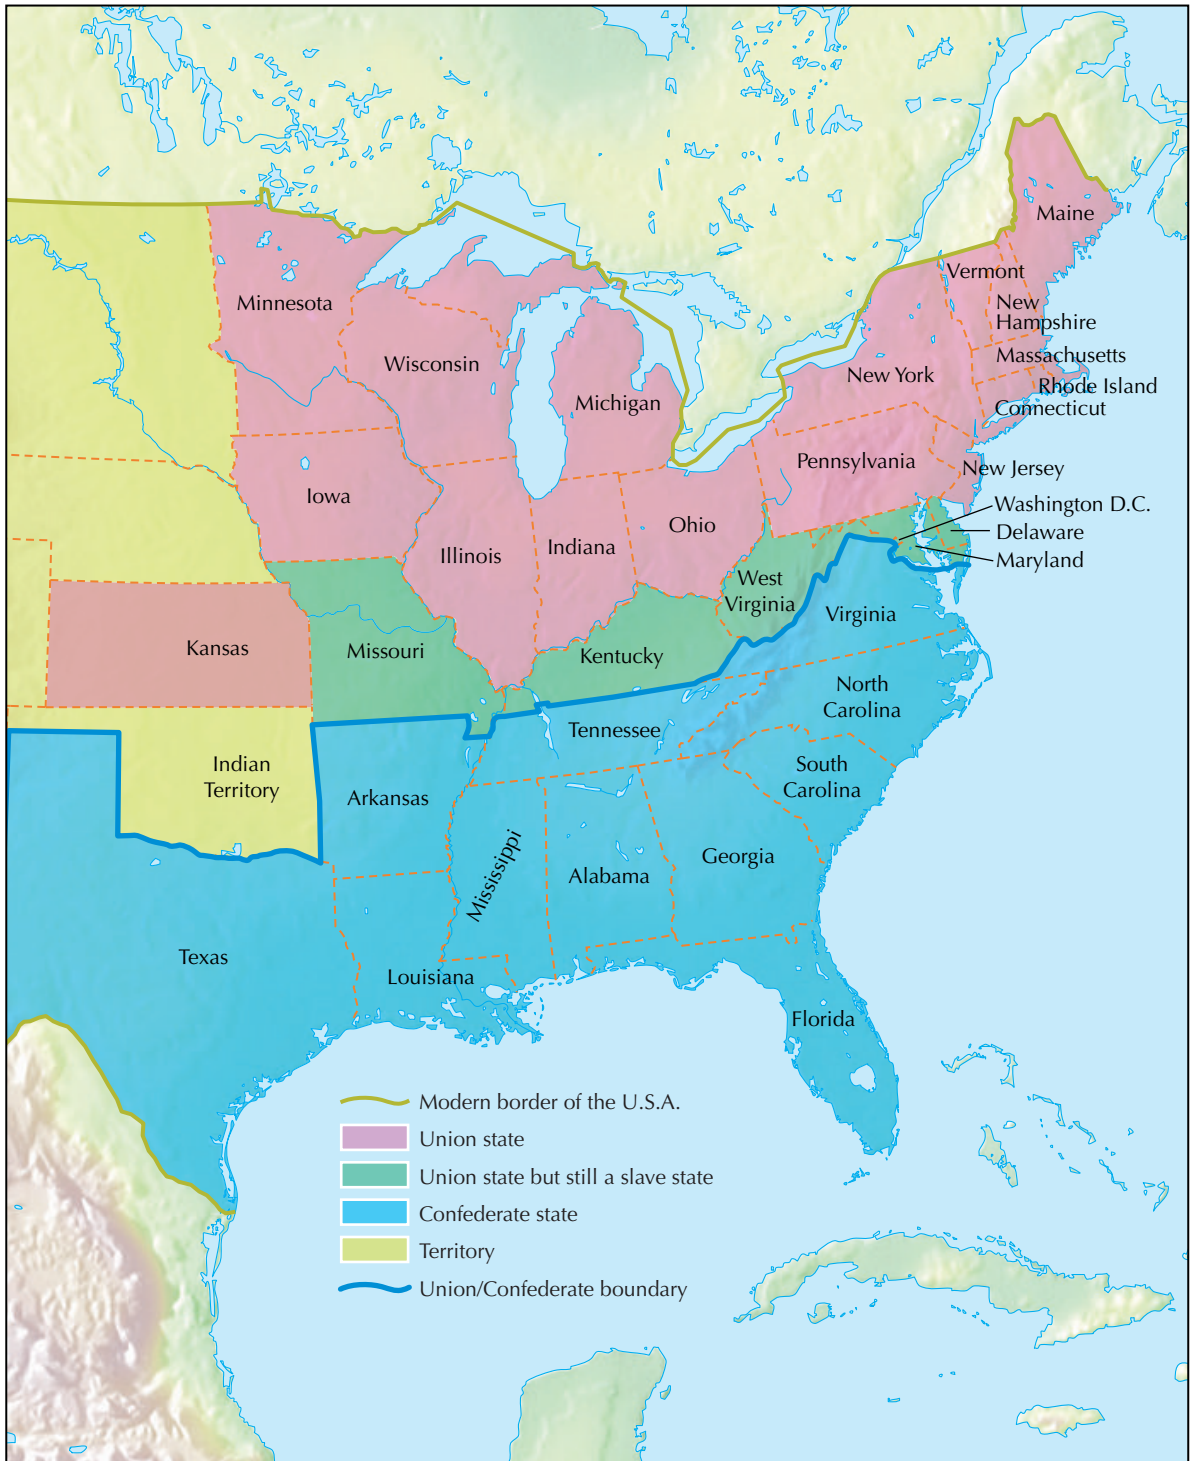 Maine
Vermont
New
Hampshire
Minnesota
Massachusetts
Wisconsin
New York
Rhode Island
Michigan
Connecticut
Pennsylvania
New Jersey
Iowa
Washington D.C.
Ohio
Delaware
Illinois
Indiana
Maryland
West
Virginia
Virginia
Kansas
Missouri
Kentucky
North
Carolina
Tennessee
Indian
Territory
South
Carolina
Arkansas
Mississippi
Georgia
Alabama
Texas
Louisiana
Florida
Modern border of the U.S.A.
Union state
Union state but still a slave state
Confederate state
Territory
Union/Confederate boundary